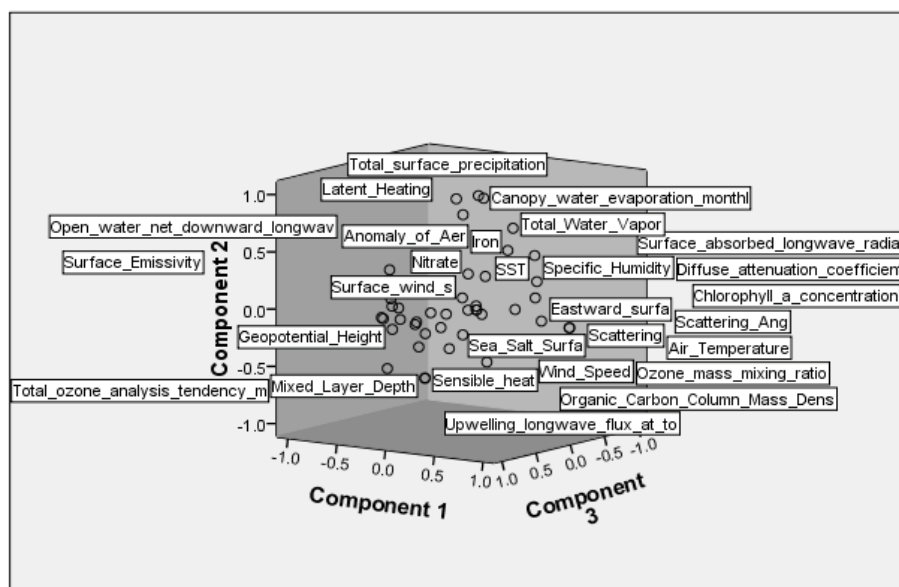 Total_surface_precipitation
Latent_Heating
Canopy_water_evaporation_monthl
Open_water_net_downward_longwav
Total_Water_Vapor
Anomaly_of_Aer
Iron
Surface_absorbed_longwave_radia
Surface_Emissivity
Nitrate
SST
Specific_Humidity
Diffuse_attenuation_coefficient
Surface_wind_s
Chlorophyll_a_concentration
Eastward_surfa
Scattering_Ang
Geopotential_Height
Scattering
Sea_Salt_Surfa
Air_Temperature
Wind_Speed
Ozone_mass_mixing_ratio
Total_ozone_analysis_tendency_m
Mixed_Layer_Depth
Sensible_heat
Organic_Carbon_Column_Mass_Dens
Upwelling_longwave_flux_at_to
Component 2
1.0
0.5
0.0
-0.5
-1.0
-1.0
0.0
0.5
1.0
Component 1
1.0
0.5
0.0
-0.5
-1.0
Component
3